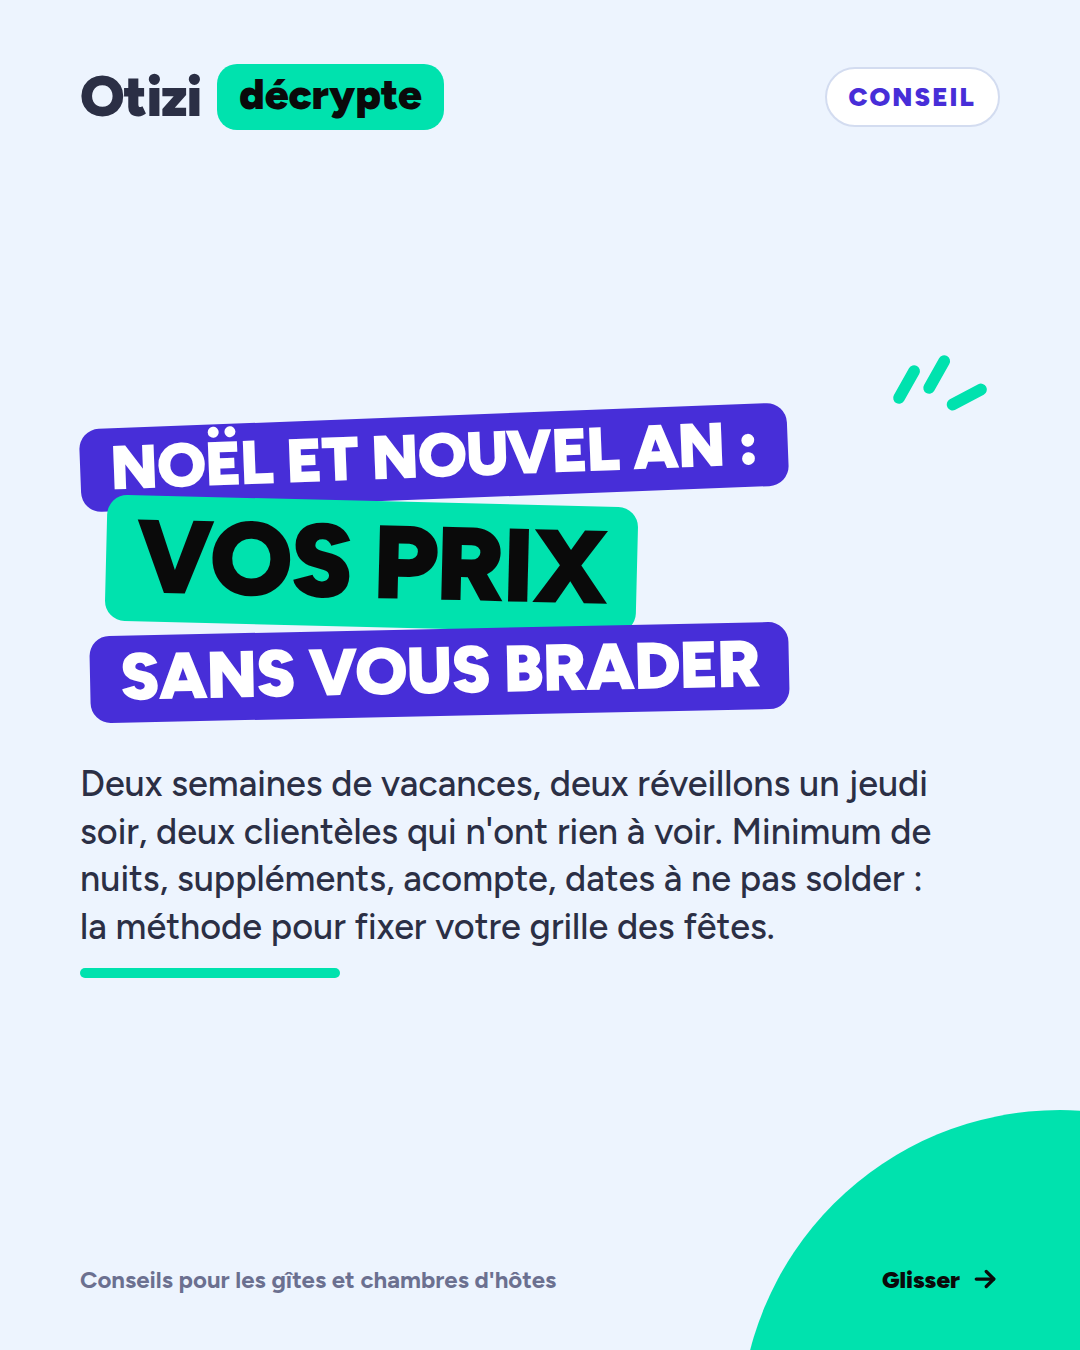 Otizi décrypte
CONSEIL
NOËL ET NOUVEL AN :
VOS PRIX
SANS VOUS BRADER
Deux semaines de vacances, deux réveillons un jeudi
soir, deux clientèles qui n'ont rien à voir. Minimum de
nuits, suppléments, acompte, dates à ne pas solder :
la méthode pour fixer votre grille des fêtes.
Conseils pour les gîtes et chambres d'hôtes
Glisser →